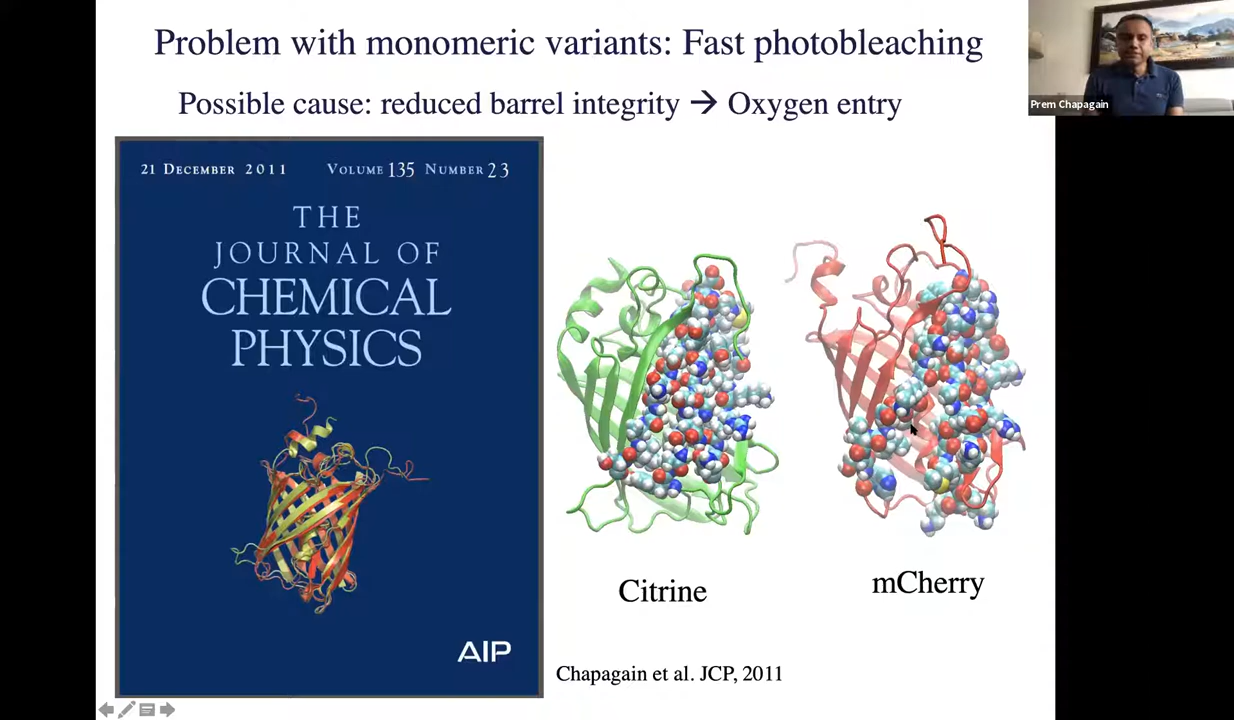 Problem with monomeric variants: Fast photobleaching
Possible cause: reduced barrel integrity → Oxygen entry
Prem Chapagain
21 DECEMBER 2011 VOLUME 135 NUMBER 23
THE
JOURNAL OF
CHEMICAL
PHYSICS
AIP
Citrine
mCherry
Chapagain et al. JCP, 2011